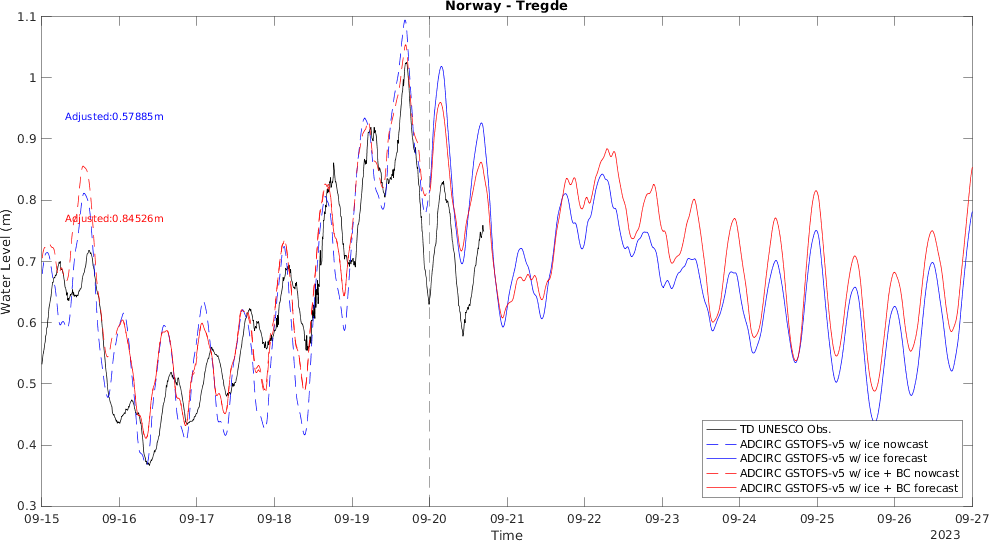 Norway - Tregde
1.1
1
0.9
0.8
0.7
0.6
0.5
0.4
0.3
Water Level (m)
Adjusted:0.57885m
Adjusted:0.84526m
TD UNESCO Obs.
ADCIRC GSTOFS-v5 w/ ice nowcast
ADCIRC GSTOFS-v5 w/ ice forecast
ADCIRC GSTOFS-v5 w/ ice + BC nowcast
ADCIRC GSTOFS-v5 w/ ice + BC forecast
09-15 09-16 09-17 09-18 09-19 09-20 09-21 09-22 09-23 09-24 09-25 09-26 09-27
Time
2023